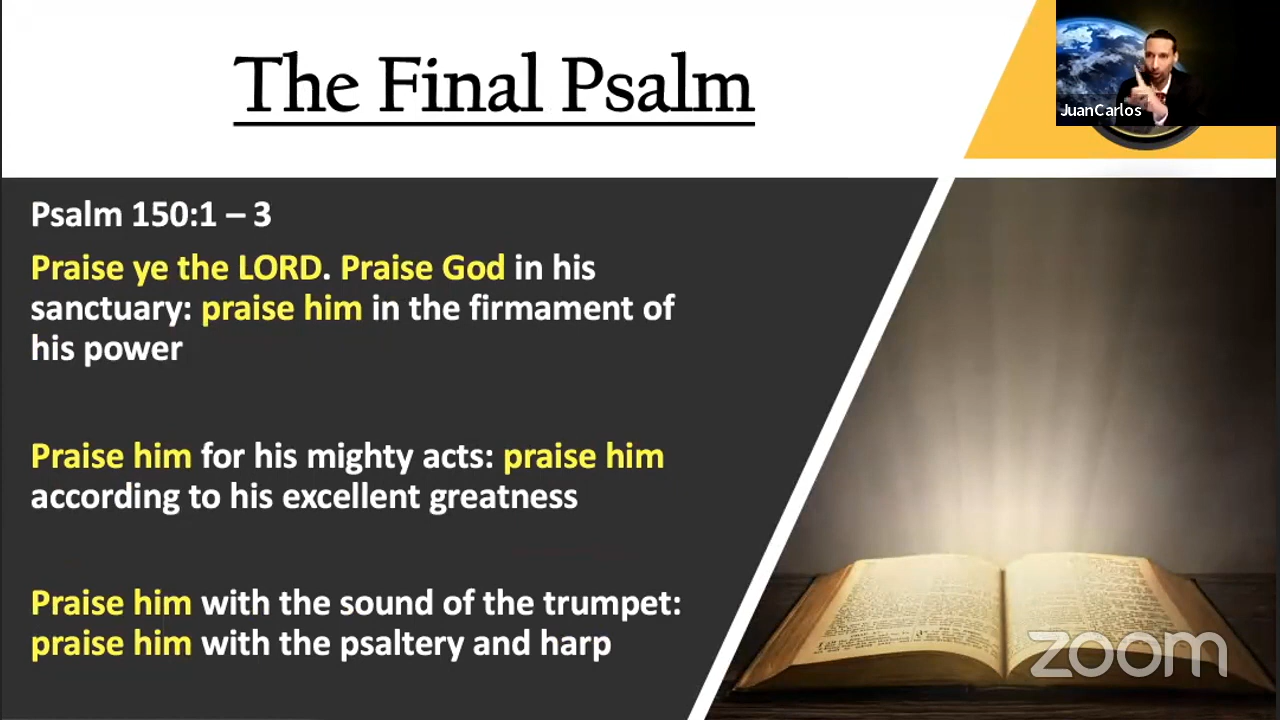 The Final Psalm
JuanCarlos
Psalm 150:1 – 3
Praise ye the LORD. Praise God in his
sanctuary: praise him in the firmament of
his power
Praise him for his mighty acts: praise him
according to his excellent greatness
Praise him with the sound of the trumpet:
praise him with the psaltery and harp
zoom